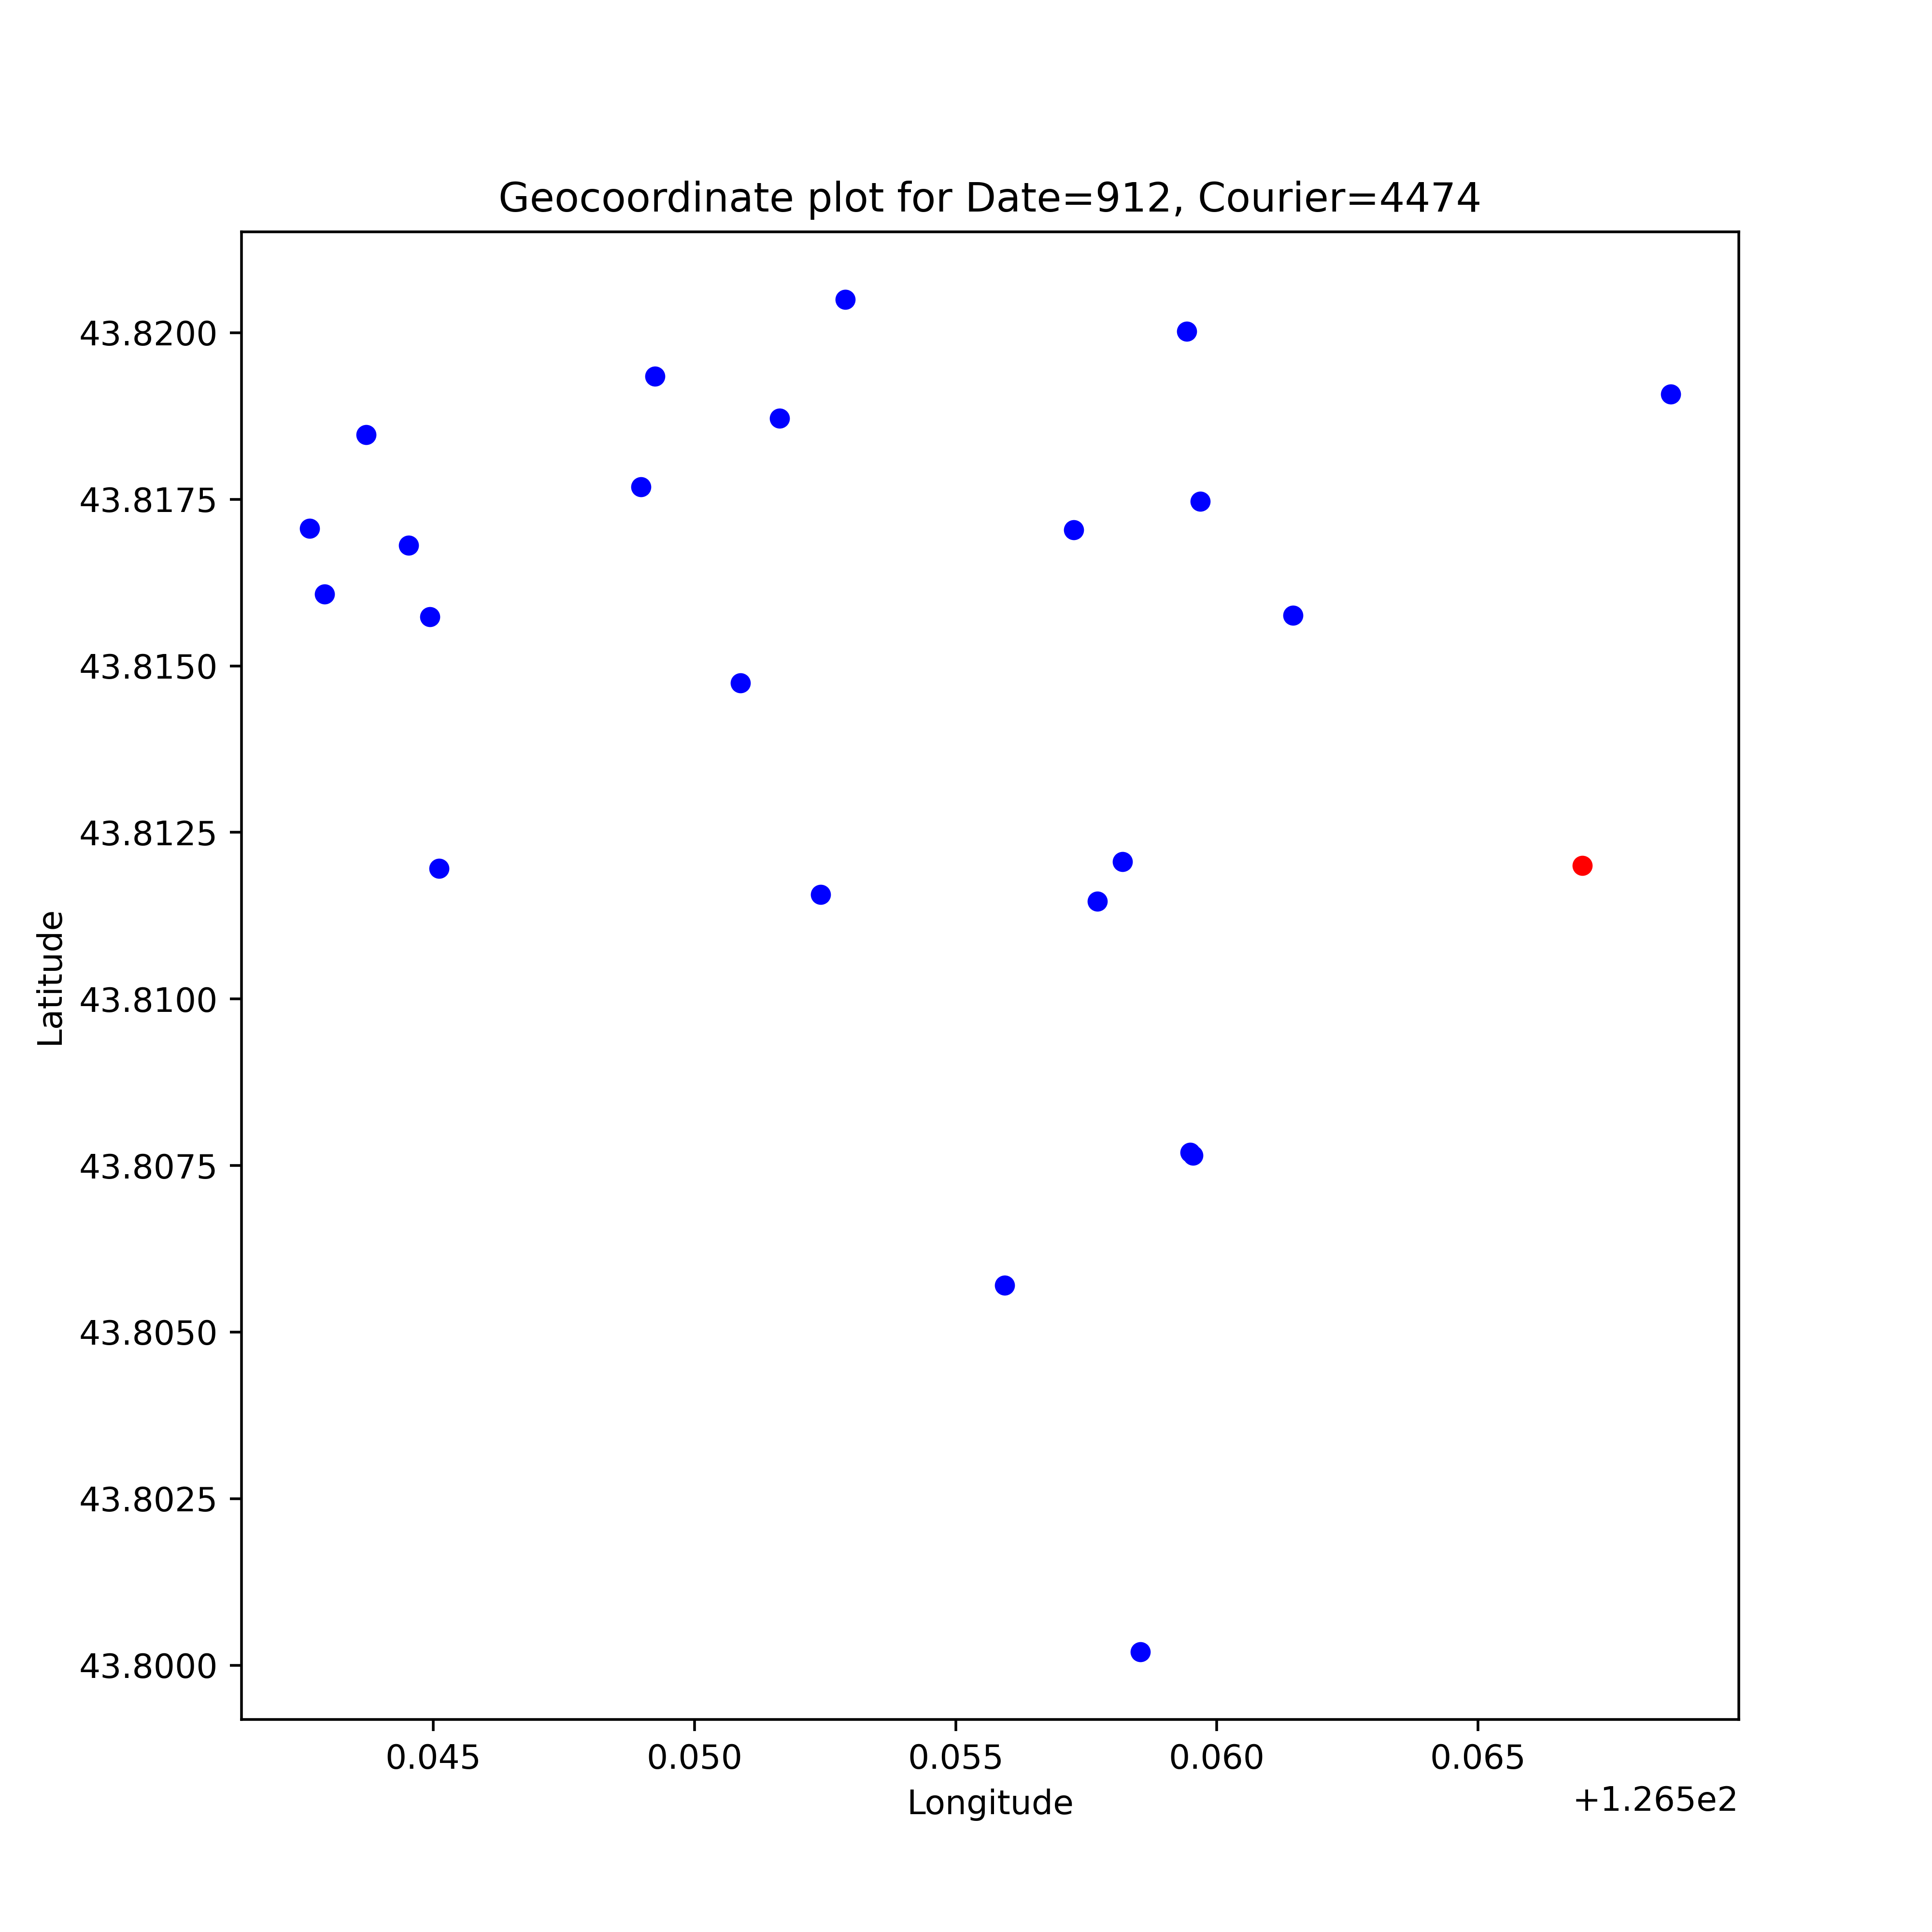 Geocoordinate plot for Date=912, Courier=4474
43.8200
43.8175
43.8150
43.8125
43.8100
43.8075
43.8050
43.8025
43.8000
Latitude
0.045 0.050 0.055 0.060 0.065
Longitude
+1.265e2